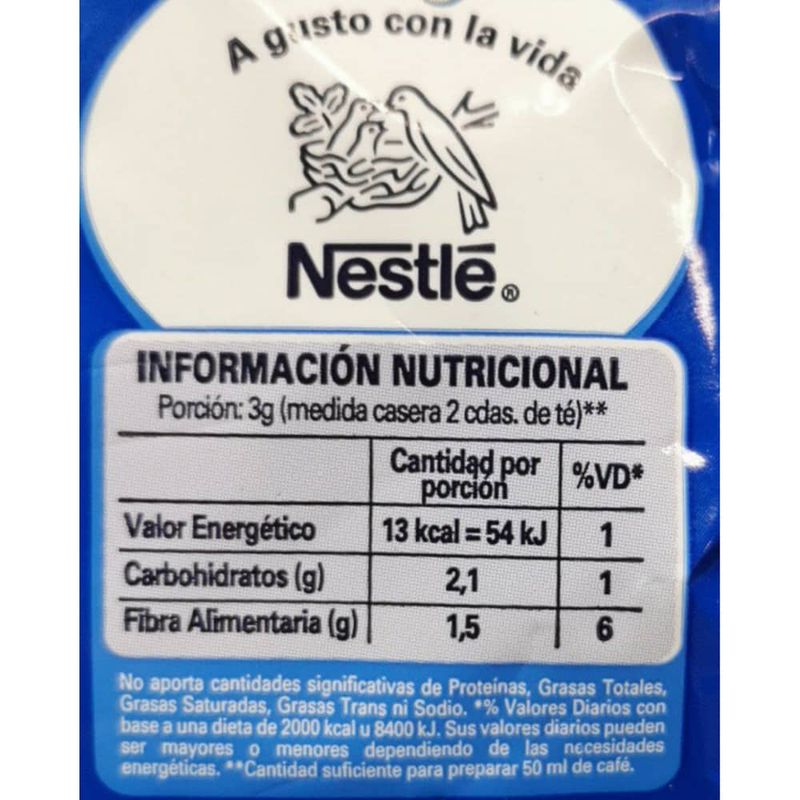 A gusto con la vida
Nestlé®
INFORMACIÓN NUTRICIONAL
Porción: 3g (medida casera 2 cdas. de té)**
Cantidad por porción %VD*
Valor Energético 13 kcal = 54 kJ 1
Carbohidratos (g) 2,1 1
Fibra Alimentaria (g) 1,5 6
No aporta cantidades significativas de Proteínas, Grasas Totales,
Grasas Saturadas, Grasas Trans ni Sodio. *% Valores Diarios con
base a una dieta de 2000 kcal u 8400 kJ. Sus valores diarios pueden
ser mayores o menores dependiendo de las necesidades
energéticas. **Cantidad suficiente para preparar 50 ml de café.